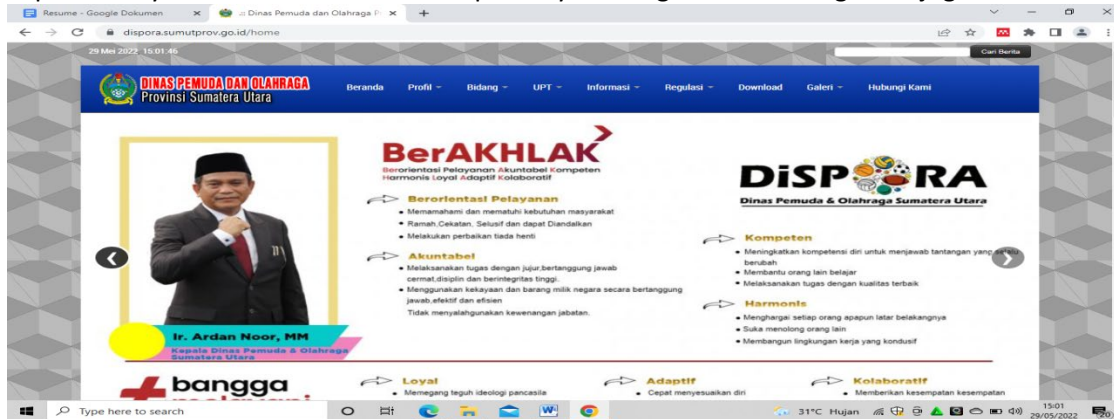 Resume - Google Dokumen
.:: Dinas Pemuda dan Olahraga P
dispora.sumutprov.go.id/home
29 Mei 2022 15:01:46
Cari Berita
DINAS PEMUDA DAN OLAHRAGA
Provinsi Sumatera Utara
Beranda Profil Bidang UPT Informasi Regulasi Download Galeri Hubungi Kami
BerAKHLAK
Berorientasi Pelayanan Akuntabel Kompeten
Harmonis Loyal Adaptif Kolaboratif
Berorientasi Pelayanan
• Memamahami dan mematuhi kebutuhan masyarakat
• Ramah,Cekatan, Selusif dan dapat Diandalkan
• Melakukan perbaikan tiada henti
Akuntabel
• Melaksanakan tugas dengan jujur,bertanggung jawab
cermat,disiplin dan berintegritas tinggi.
• Menggunakan kekayaan dan barang milik negara secara bertanggung
jawab,efektif dan efisien
Tidak menyalahgunakan kewenangan jabatan.
DiSPORA
Dinas Pemuda & Olahraga Sumatera Utara
Kompeten
• Meningkatkan kompetensi diri untuk menjawab tantangan yang selalu
berubah
• Membantu orang lain belajar
• Melaksanakan tugas dengan kualitas terbaik
Harmonis
• Menghargai setiap orang apapun latar belakangnya
• Suka menolong orang lain
• Membangun lingkungan kerja yang kondusif
Ir. Ardan Noor, MM
Kepala Dinas Pemuda & Olahraga
Sumatera Utara
bangga
Loyal
• Memegang teguh ideologi pancasila
Adaptif
• Cepat menyesuaikan diri
Kolaboratif
• Memberikan kesempatan kesempatan
Type here to search
31°C Hujan
15:01
29/05/2022